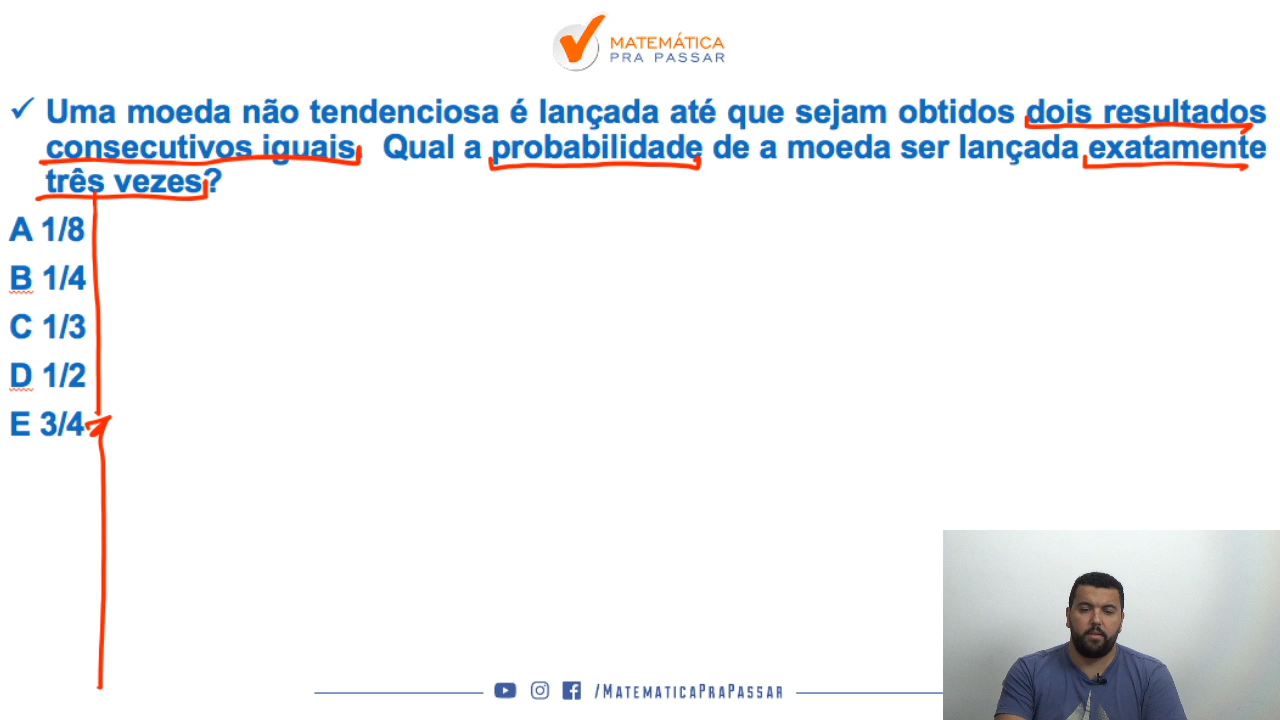 MATEMÁTICA
PRA PASSAR
✓ Uma moeda não tendenciosa é lançada até que sejam obtidos dois resultados
consecutivos iguais. Qual a probabilidade de a moeda ser lançada exatamente
três vezes?
A 1/8
B 1/4
C 1/3
D 1/2
E 3/4
/MATEMATICAPRAPASSAR